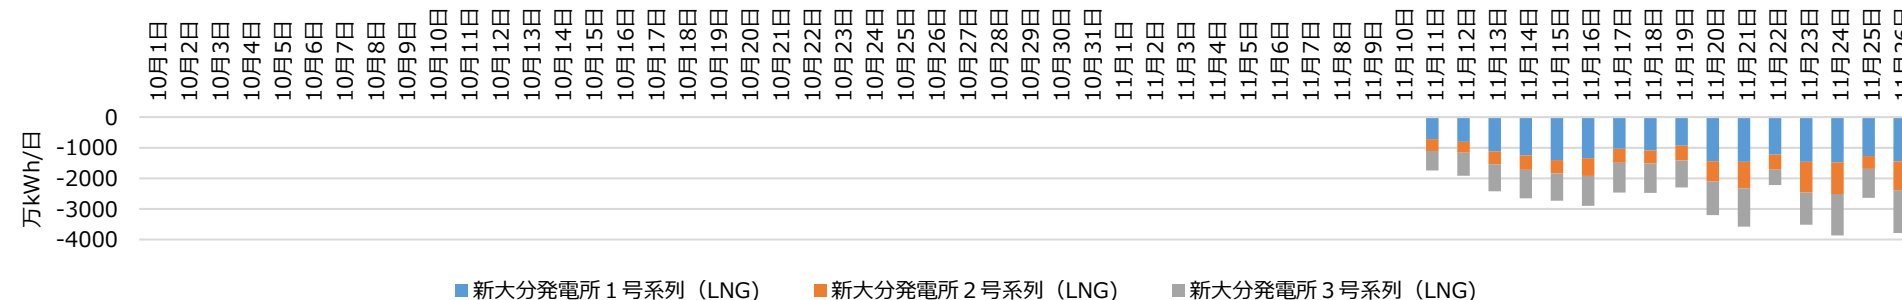 10月1日
10月2日
10月3日
10月4日
10月5日
10月6日
10月7日
10月8日
10月9日
10月10日
10月11日
10月12日
10月13日
10月14日
10月15日
10月16日
10月17日
10月18日
10月19日
10月20日
10月21日
10月22日
10月23日
10月24日
10月25日
10月26日
10月27日
10月28日
10月29日
10月30日
10月31日
11月1日
11月2日
11月3日
11月4日
11月5日
11月6日
11月7日
11月8日
11月9日
11月10日
11月11日
11月12日
11月13日
11月14日
11月15日
11月16日
11月17日
11月18日
11月19日
11月20日
11月21日
11月22日
11月23日
11月24日
11月25日
11月26日
万kWh/日
0
-1000
-2000
-3000
-4000
新大分発電所１号系列（LNG)
新大分発電所２号系列（LNG)
新大分発電所３号系列（LNG)